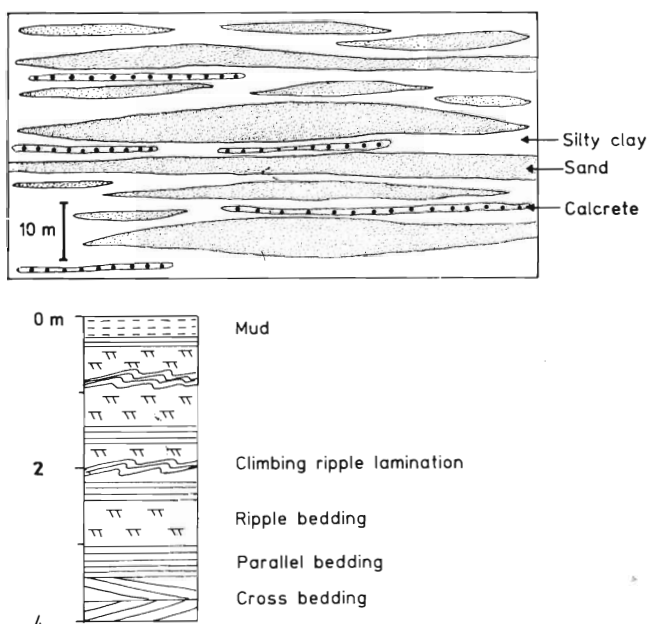 Silty clay
Sand
Calcrete
10 m
0 m
Mud
2
Climbing ripple lamination
Ripple bedding
Parallel bedding
Cross bedding
4